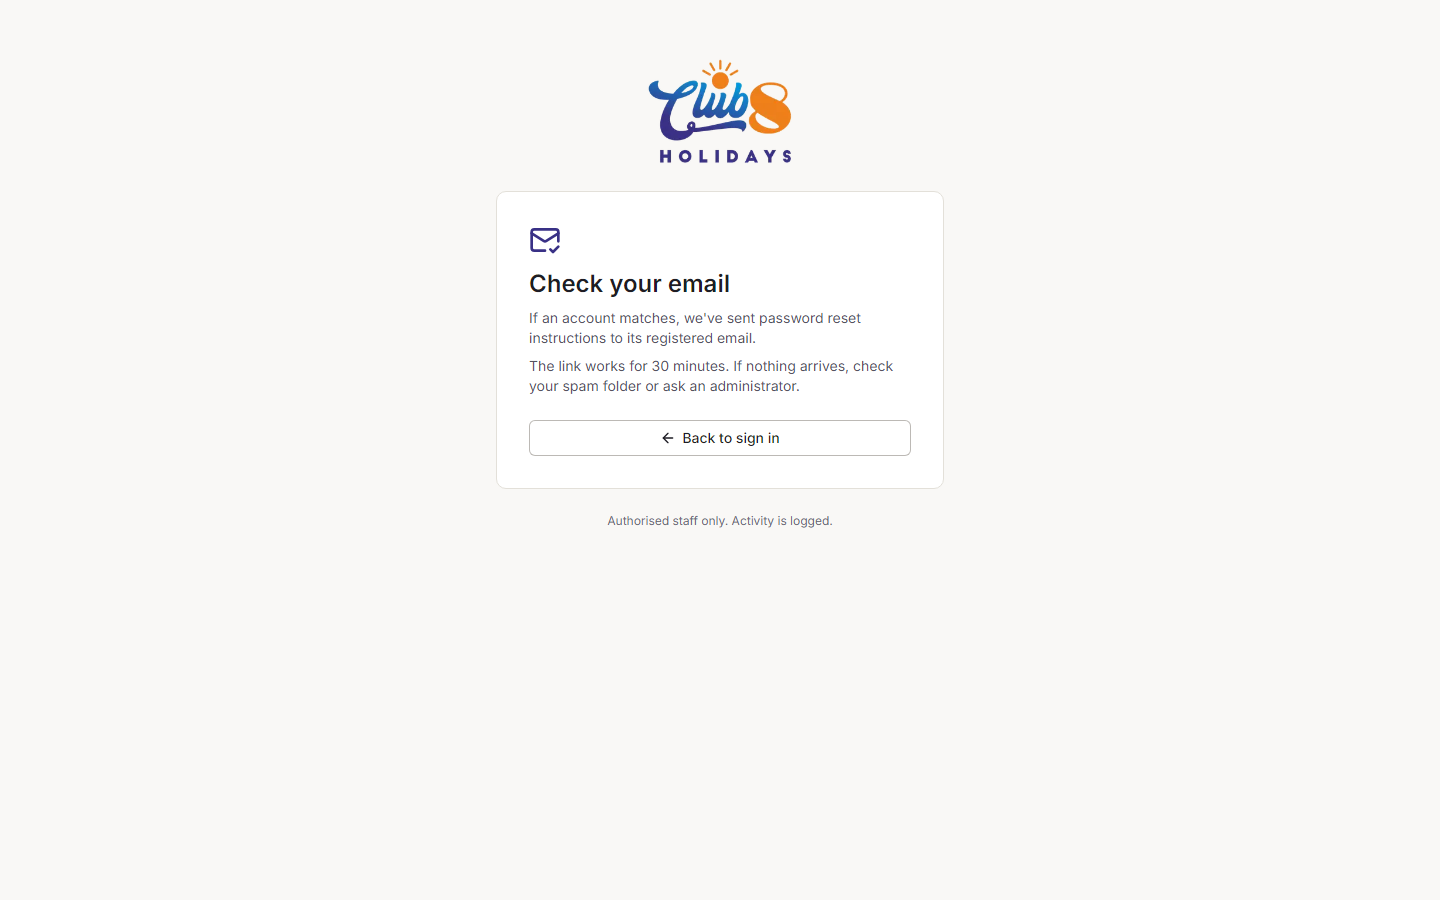 Club8
HOLIDAYS
Check your email
If an account matches, we've sent password reset
instructions to its registered email.
The link works for 30 minutes. If nothing arrives, check
your spam folder or ask an administrator.
Back to sign in
Authorised staff only. Activity is logged.